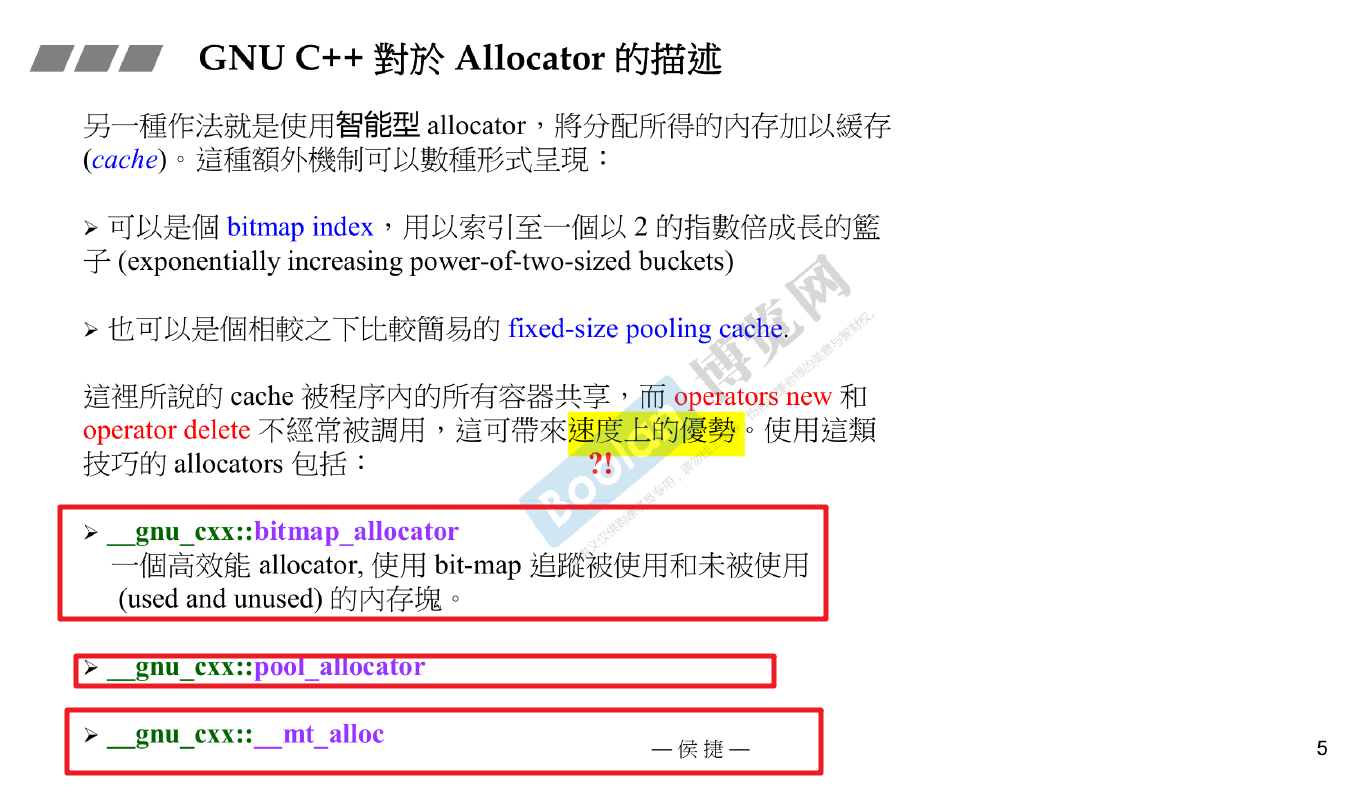 GNU C++ 對於 Allocator 的描述
另一種作法就是使用智能型 allocator，將分配所得的內存加以緩存
(cache)。這種額外機制可以數種形式呈現：
➢ 可以是個 bitmap index，用以索引至一個以 2 的指數倍成長的籃
子 (exponentially increasing power-of-two-sized buckets)
➢ 也可以是個相較之下比較簡易的 fixed-size pooling cache.
這裡所說的 cache 被程序內的所有容器共享，而 operators new 和
operator delete 不經常被調用，這可帶來速度上的優勢。使用這類
技巧的 allocators 包括：
?!
➢ __gnu_cxx::bitmap_allocator
一個高效能 allocator, 使用 bit-map 追蹤被使用和未被使用
(used and unused) 的內存塊。
➢ __gnu_cxx::pool_allocator
➢ __gnu_cxx::__mt_alloc
— 侯 捷 —
5
博览网